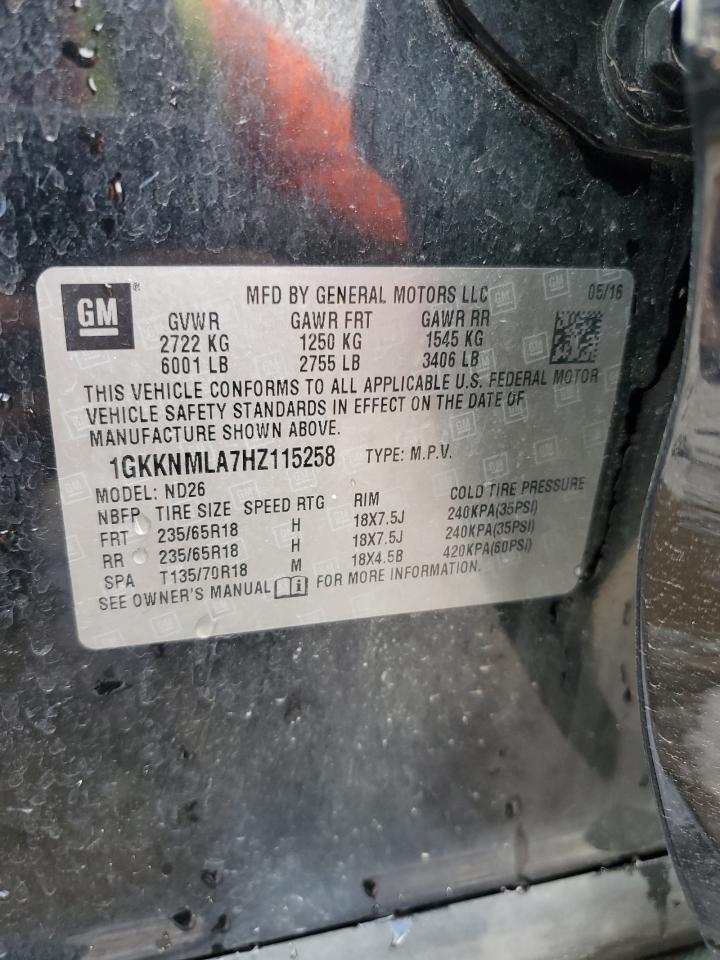 GM ®
MFD BY GENERAL MOTORS LLC 05/16
GVWR GAWR FRT GAWR RR
2722 KG 1250 KG 1545 KG
6001 LB 2755 LB 3406 LB
THIS VEHICLE CONFORMS TO ALL APPLICABLE U.S. FEDERAL MOTOR
VEHICLE SAFETY STANDARDS IN EFFECT ON THE DATE OF
MANUFACTURE SHOWN ABOVE.
1GKKNMLA7HZ115258 TYPE: M.P.V.
MODEL: ND26
NBFP TIRE SIZE SPEED RTG RIM COLD TIRE PRESSURE
FRT 235/65R18 H 18X7.5J 240KPA(35PSI)
RR 235/65R18 H 18X7.5J 240KPA(35PSI)
SPA T135/70R18 M 18X4.5B 420KPA(60PSI)
SEE OWNER'S MANUAL i FOR MORE INFORMATION.